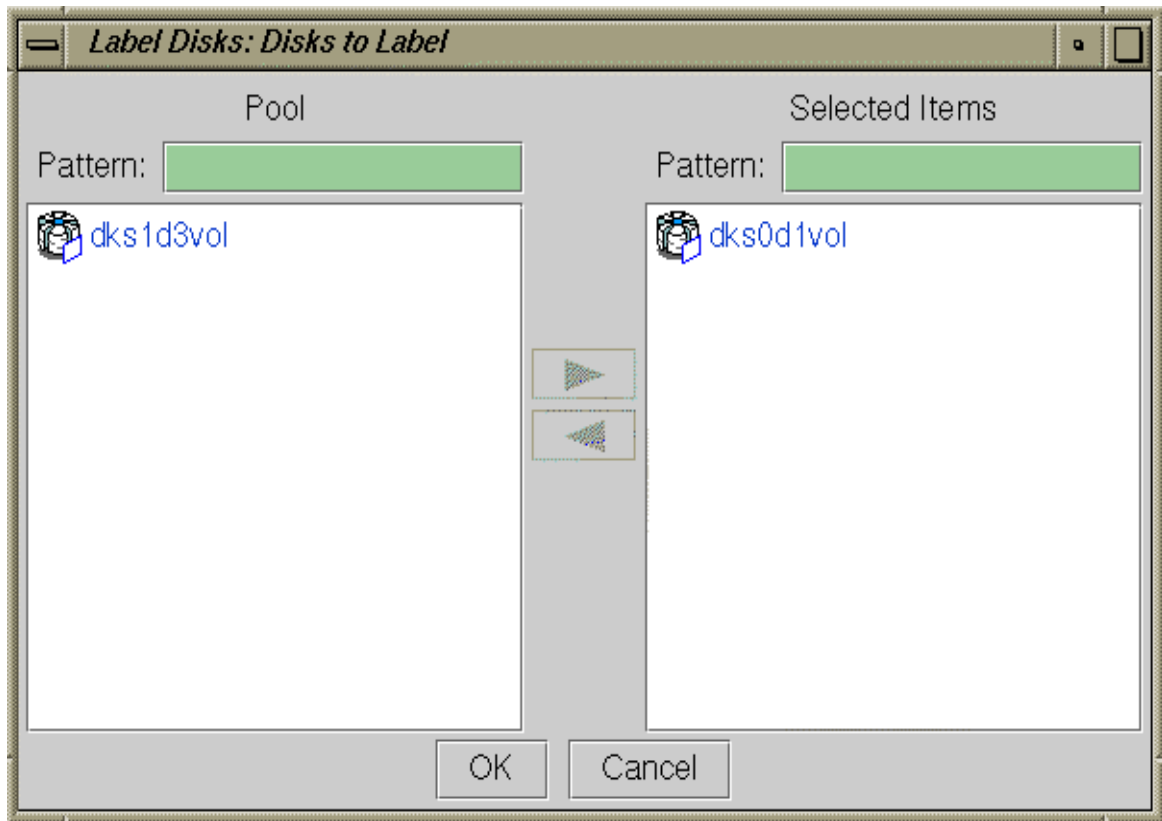 Label Disks: Disks to Label
Pool
Selected Items
Pattern:
Pattern:
dks1d3vol
dks0d1vol
OK
Cancel